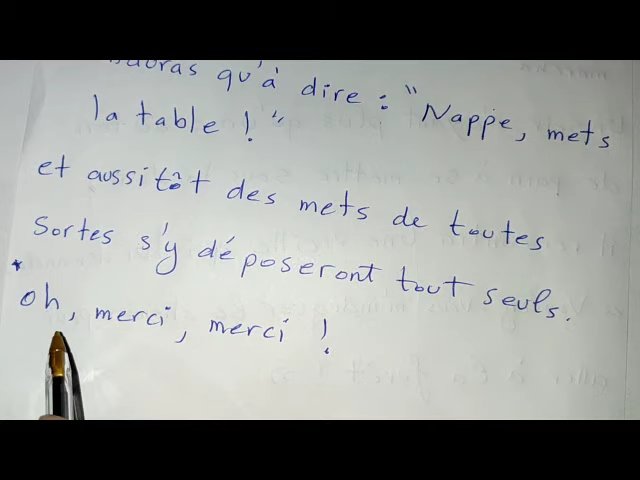 qu'à dire : "Nappe, mets
la table !"
et aussitôt des mets de toutes
Sortes s'y déposeront tout seuls.
* oh, merci, merci !